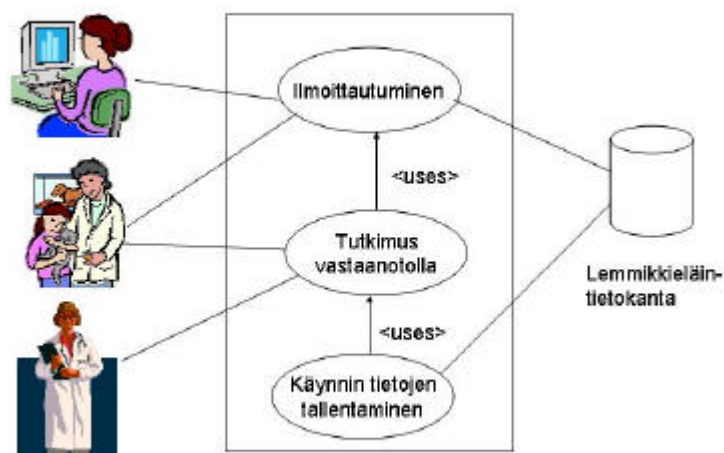 Ilmoittautuminen
<uses>
Tutkimus
vastaanotolla
Lemmikkieläin-
tietokanta
<uses>
Käynnin tietojen
tallentaminen